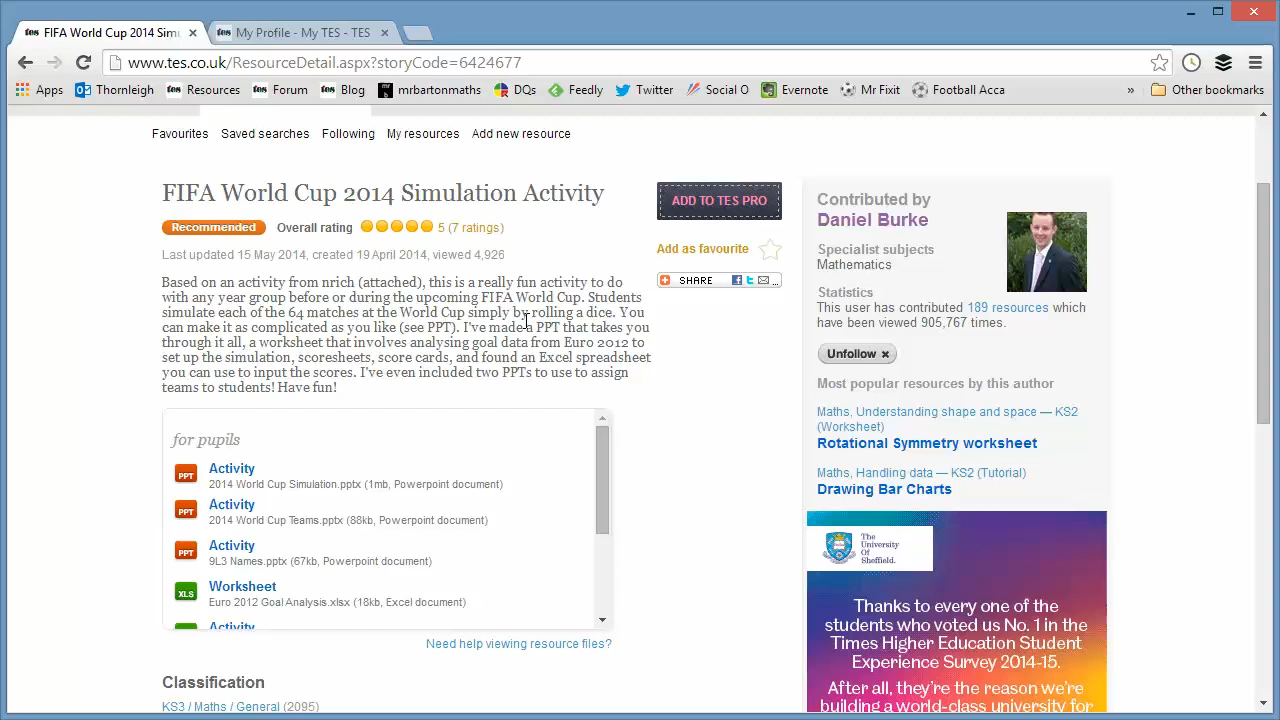 tes FIFA World Cup 2014 Simu
tes My Profile - My TES - TES
www.tes.co.uk/ResourceDetail.aspx?storyCode=6424677
Apps Thornleigh tes Resources tes Forum tes Blog mrbartonmaths DQs Feedly Twitter Social O Evernote Mr Fixit Football Acca » Other bookmarks
Favourites Saved searches Following My resources Add new resource
FIFA World Cup 2014 Simulation Activity
Recommended Overall rating 5 (7 ratings)
Last updated 15 May 2014, created 19 April 2014, viewed 4,926
Based on an activity from nrich (attached), this is a really fun activity to do
with any year group before or during the upcoming FIFA World Cup. Students
simulate each of the 64 matches at the World Cup simply by rolling a dice. You
can make it as complicated as you like (see PPT). I've made a PPT that takes you
through it all, a worksheet that involves analysing goal data from Euro 2012 to
set up the simulation, scoresheets, score cards, and found an Excel spreadsheet
you can use to input the scores. I've even included two PPTs to use to assign
teams to students! Have fun!
ADD TO TES PRO
Add as favourite
SHARE ...
for pupils
PPT Activity
2014 World Cup Simulation.pptx (1mb, Powerpoint document)
PPT Activity
2014 World Cup Teams.pptx (88kb, Powerpoint document)
PPT Activity
9L3 Names.pptx (67kb, Powerpoint document)
XLS Worksheet
Euro 2012 Goal Analysis.xlsx (18kb, Excel document)
Activity
Need help viewing resource files?
Classification
KS3 / Maths / General (2095)
Contributed by
Daniel Burke
Specialist subjects
Mathematics
Statistics
This user has contributed 189 resources which
have been viewed 905,767 times.
Unfollow ×
Most popular resources by this author
Maths, Understanding shape and space — KS2
(Worksheet)
Rotational Symmetry worksheet
Maths, Handling data — KS2 (Tutorial)
Drawing Bar Charts
The
University
Of
Sheffield.
Thanks to every one of the
students who voted us No. 1 in the
Times Higher Education Student
Experience Survey 2014-15.
After all, they're the reason we're
building a world-class university for